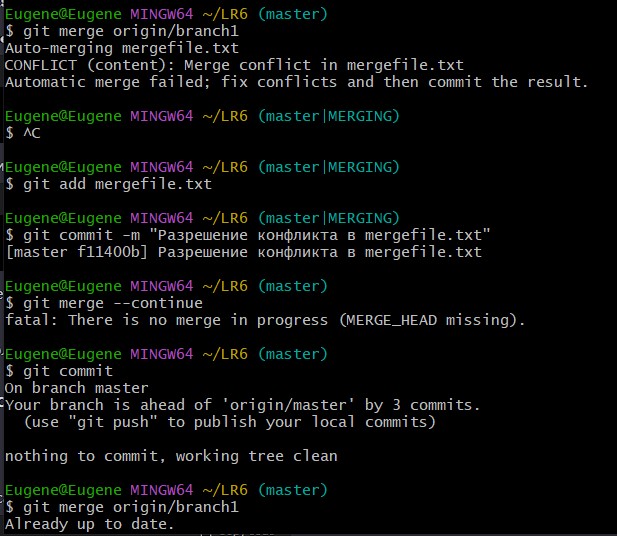 Eugene@Eugene MINGW64 ~/LR6 (master)
$ git merge origin/branch1
Auto-merging mergefile.txt
CONFLICT (content): Merge conflict in mergefile.txt
Automatic merge failed; fix conflicts and then commit the result.
Eugene@Eugene MINGW64 ~/LR6 (master|MERGING)
$ ^C
Eugene@Eugene MINGW64 ~/LR6 (master|MERGING)
$ git add mergefile.txt
Eugene@Eugene MINGW64 ~/LR6 (master|MERGING)
$ git commit -m "Разрешение конфликта в mergefile.txt"
[master f11400b] Разрешение конфликта в mergefile.txt
Eugene@Eugene MINGW64 ~/LR6 (master)
$ git merge --continue
fatal: There is no merge in progress (MERGE_HEAD missing).
Eugene@Eugene MINGW64 ~/LR6 (master)
$ git commit
On branch master
Your branch is ahead of 'origin/master' by 3 commits.
(use "git push" to publish your local commits)
nothing to commit, working tree clean
Eugene@Eugene MINGW64 ~/LR6 (master)
$ git merge origin/branch1
Already up to date.